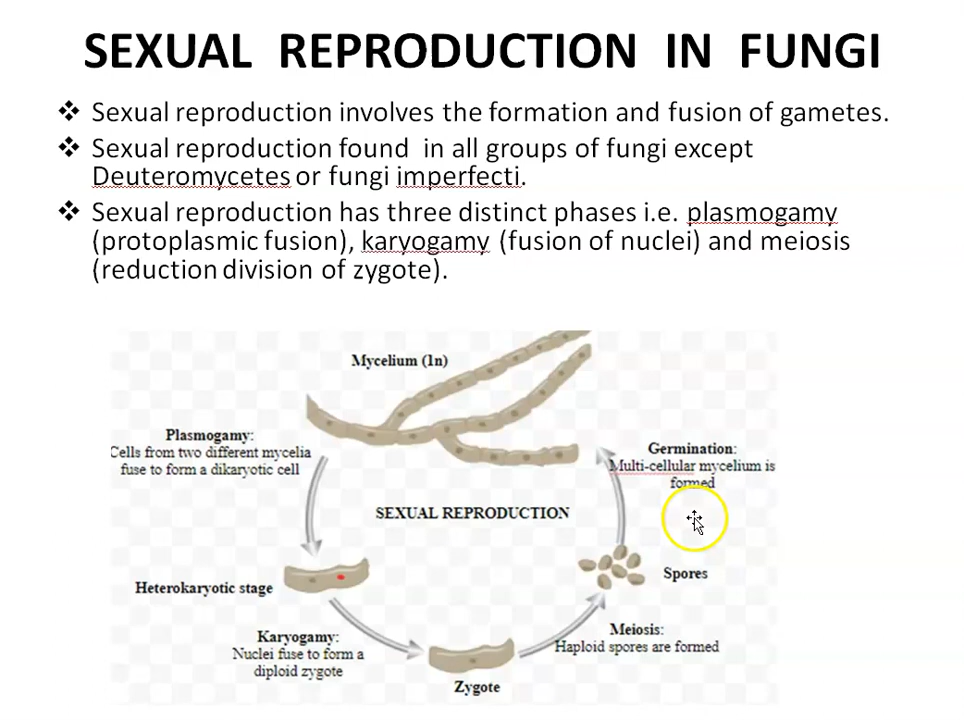 SEXUAL REPRODUCTION IN FUNGI
❖ Sexual reproduction involves the formation and fusion of gametes.
❖ Sexual reproduction found in all groups of fungi except
Deuteromycetes or fungi imperfecti.
❖ Sexual reproduction has three distinct phases i.e. plasmogamy
(protoplasmic fusion), karyogamy (fusion of nuclei) and meiosis
(reduction division of zygote).
Mycelium (1n)
Plasmogamy:
Cells from two different mycelia
fuse to form a dikaryotic cell
Germination:
Multi-cellular mycelium is
formed
SEXUAL REPRODUCTION
Heterokaryotic stage
Spores
Karyogamy:
Nuclei fuse to form a
diploid zygote
Meiosis:
Haploid spores are formed
Zygote